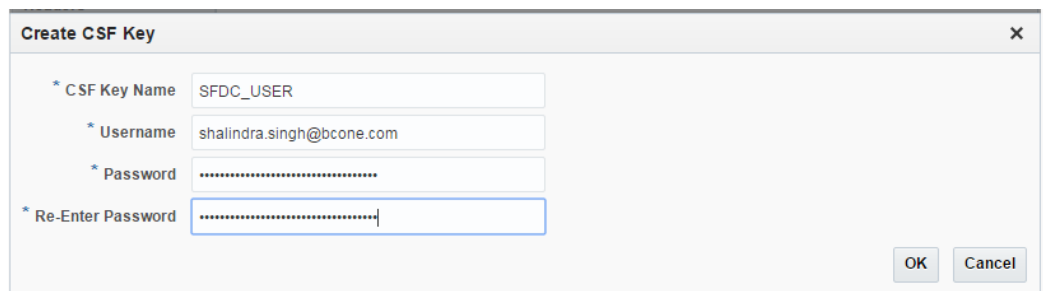 Create CSF Key ×
* CSF Key Name SFDC_USER
* Username shalindra.singh@bcone.com
* Password ••••••••••••••••••••••••••••••••••••
* Re-Enter Password ••••••••••••••••••••••••••••••••••••
OK Cancel